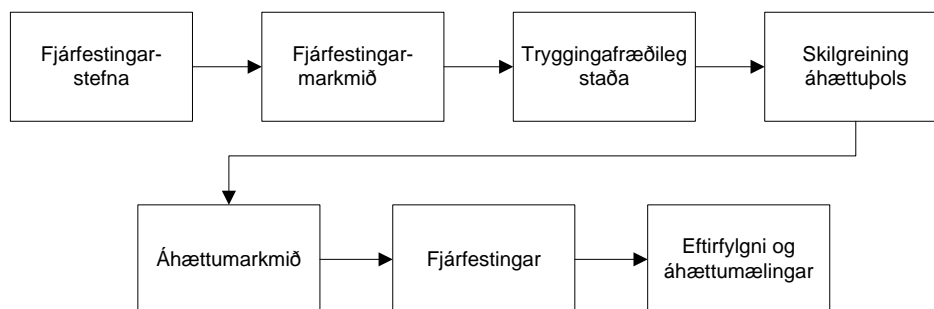 Fjárfestingar-
stefna
Fjárfestingar-
markmið
Tryggingafræðileg
staða
Skilgreining
áhættuþols
Áhættumarkmið
Fjárfestingar
Eftirfylgni og
áhættumælingar